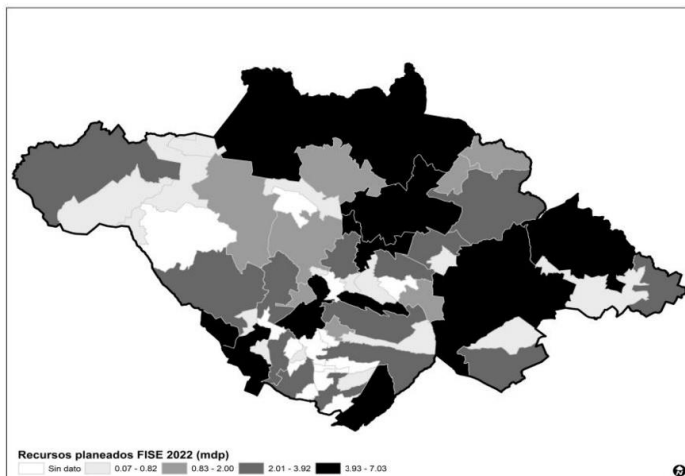 Recursos planeados FISE 2022 (mdp)
Sin dato 0.07 - 0.82 0.83 - 2.00 2.01 - 3.92 3.93 - 7.03